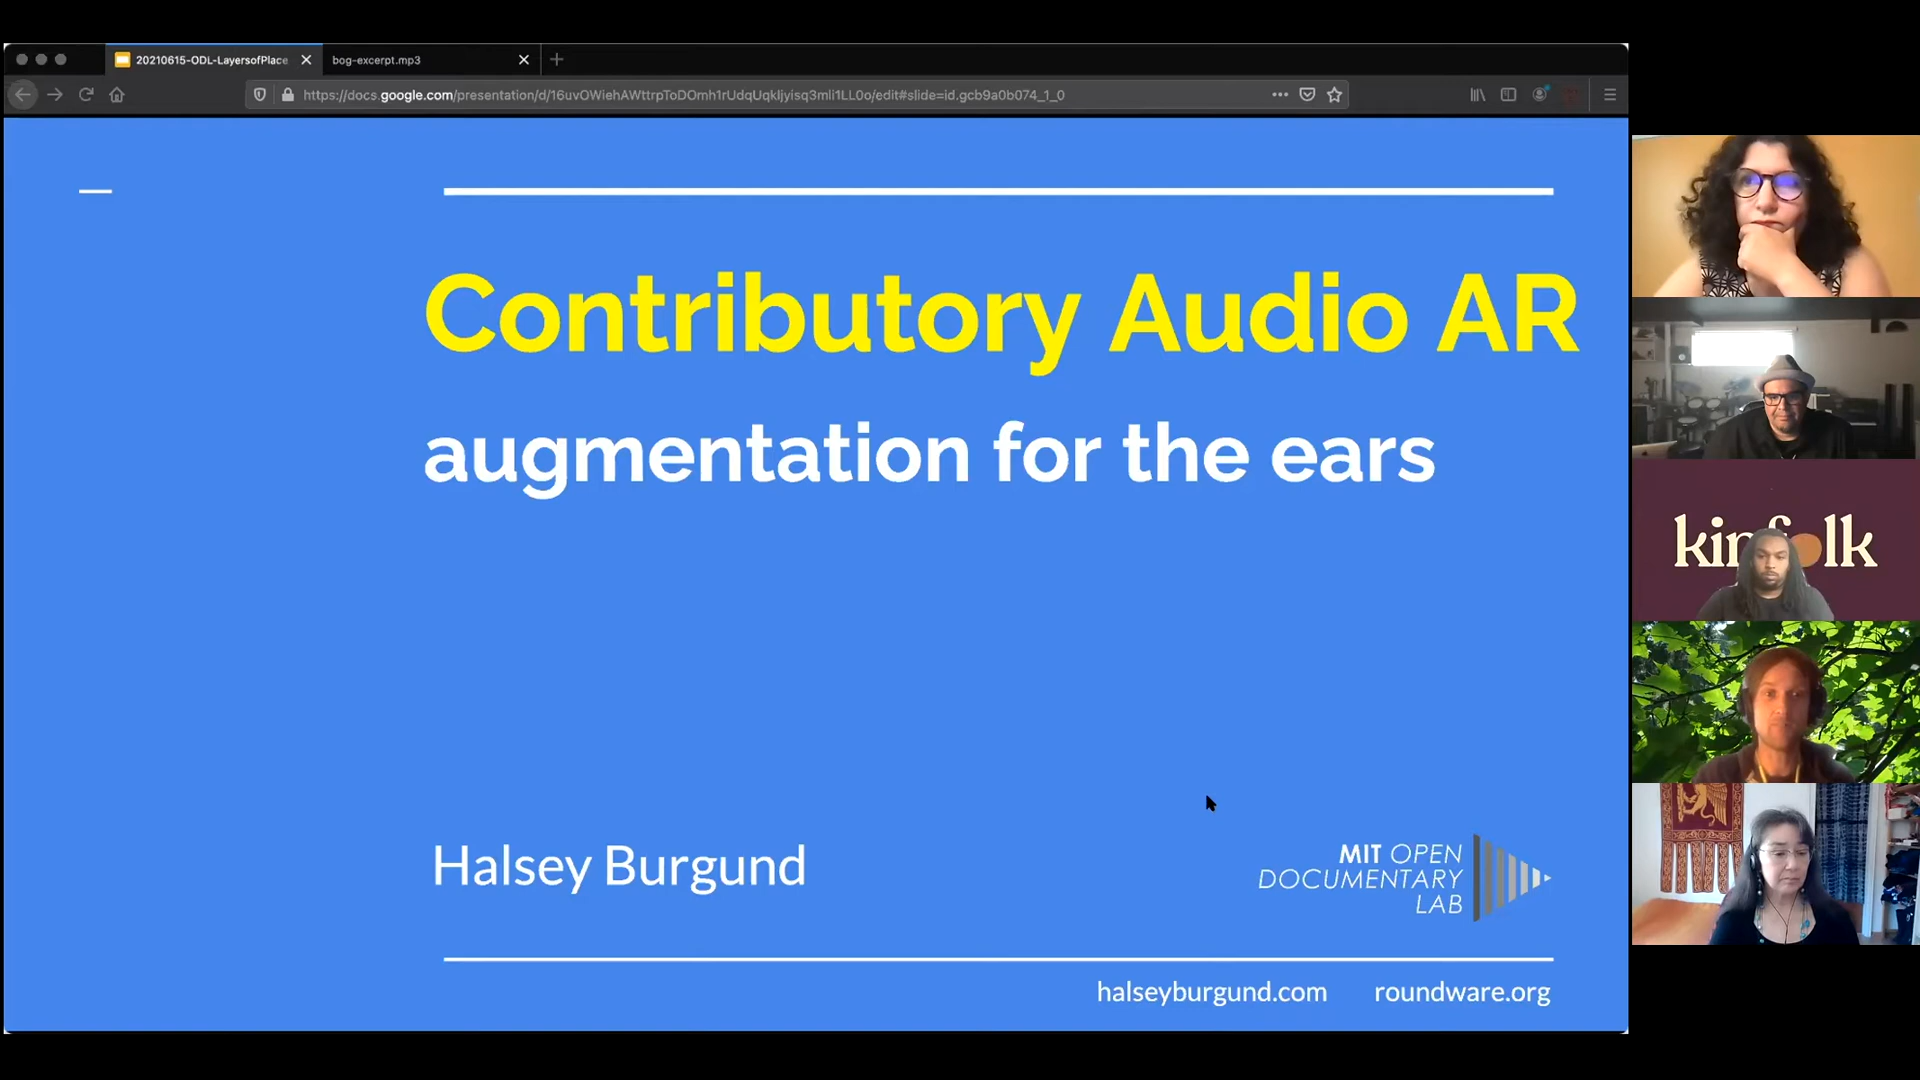 20210615-ODL-LayersofPlace
bog-excerpt.mp3
https://docs.google.com/presentation/d/16uvOWiehAWttrpToDOmh1rUdqUqkljyisq3mli1LL0o/edit#slide=id.gcb9a0b074_1_0
Contributory Audio AR
augmentation for the ears
kinfolk
Halsey Burgund
MIT OPEN
DOCUMENTARY
LAB
halseyburgund.com roundware.org